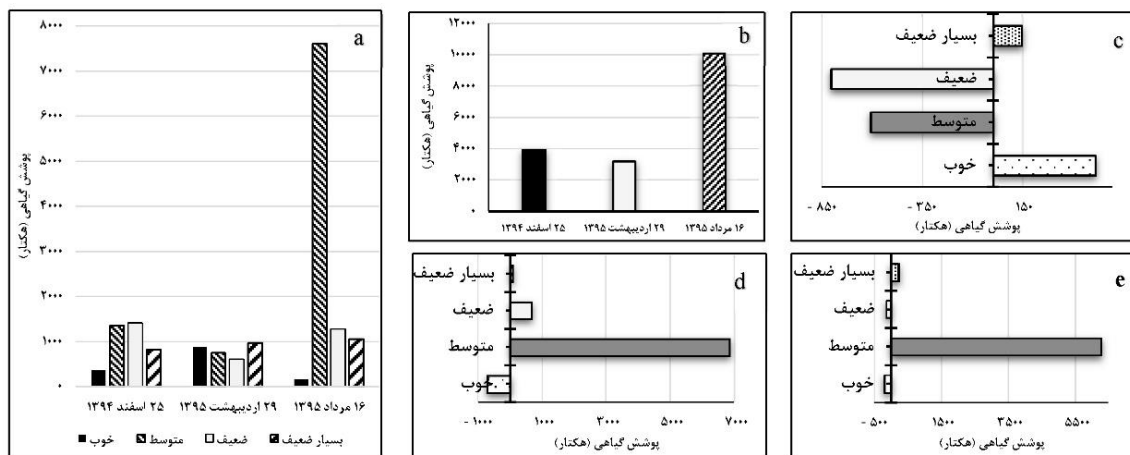 a
۸۰۰۰
۷۰۰۰
۶۰۰۰
۵۰۰۰
۴۰۰۰
۳۰۰۰
۲۰۰۰
۱۰۰۰
۰
پوشش گیاهی (هکتار)
۲۵ اسفند ۱۳۹۴
۲۹ اردیبهشت ۱۳۹۵
۱۶ مرداد ۱۳۹۵
خوب
متوسط
ضعیف
بسیار ضعیف
b
۱۲۰۰۰
۱۰۰۰۰
۸۰۰۰
۶۰۰۰
۴۰۰۰
۲۰۰۰
۰
پوشش گیاهی (هکتار)
۲۵ اسفند ۱۳۹۴
۲۹ اردیبهشت ۱۳۹۵
۱۶ مرداد ۱۳۹۵
c
بسیار ضعیف
ضعیف
متوسط
خوب
-۸۵۰
-۳۵۰
۱۵۰
پوشش گیاهی (هکتار)
d
بسیار ضعیف
ضعیف
متوسط
خوب
-۱۰۰۰
۱۰۰۰
۳۰۰۰
۵۰۰۰
۷۰۰۰
پوشش گیاهی (هکتار)
e
بسیار ضعیف
ضعیف
متوسط
خوب
-۵۰۰
۱۵۰۰
۳۵۰۰
۵۵۰۰
پوشش گیاهی (هکتار)